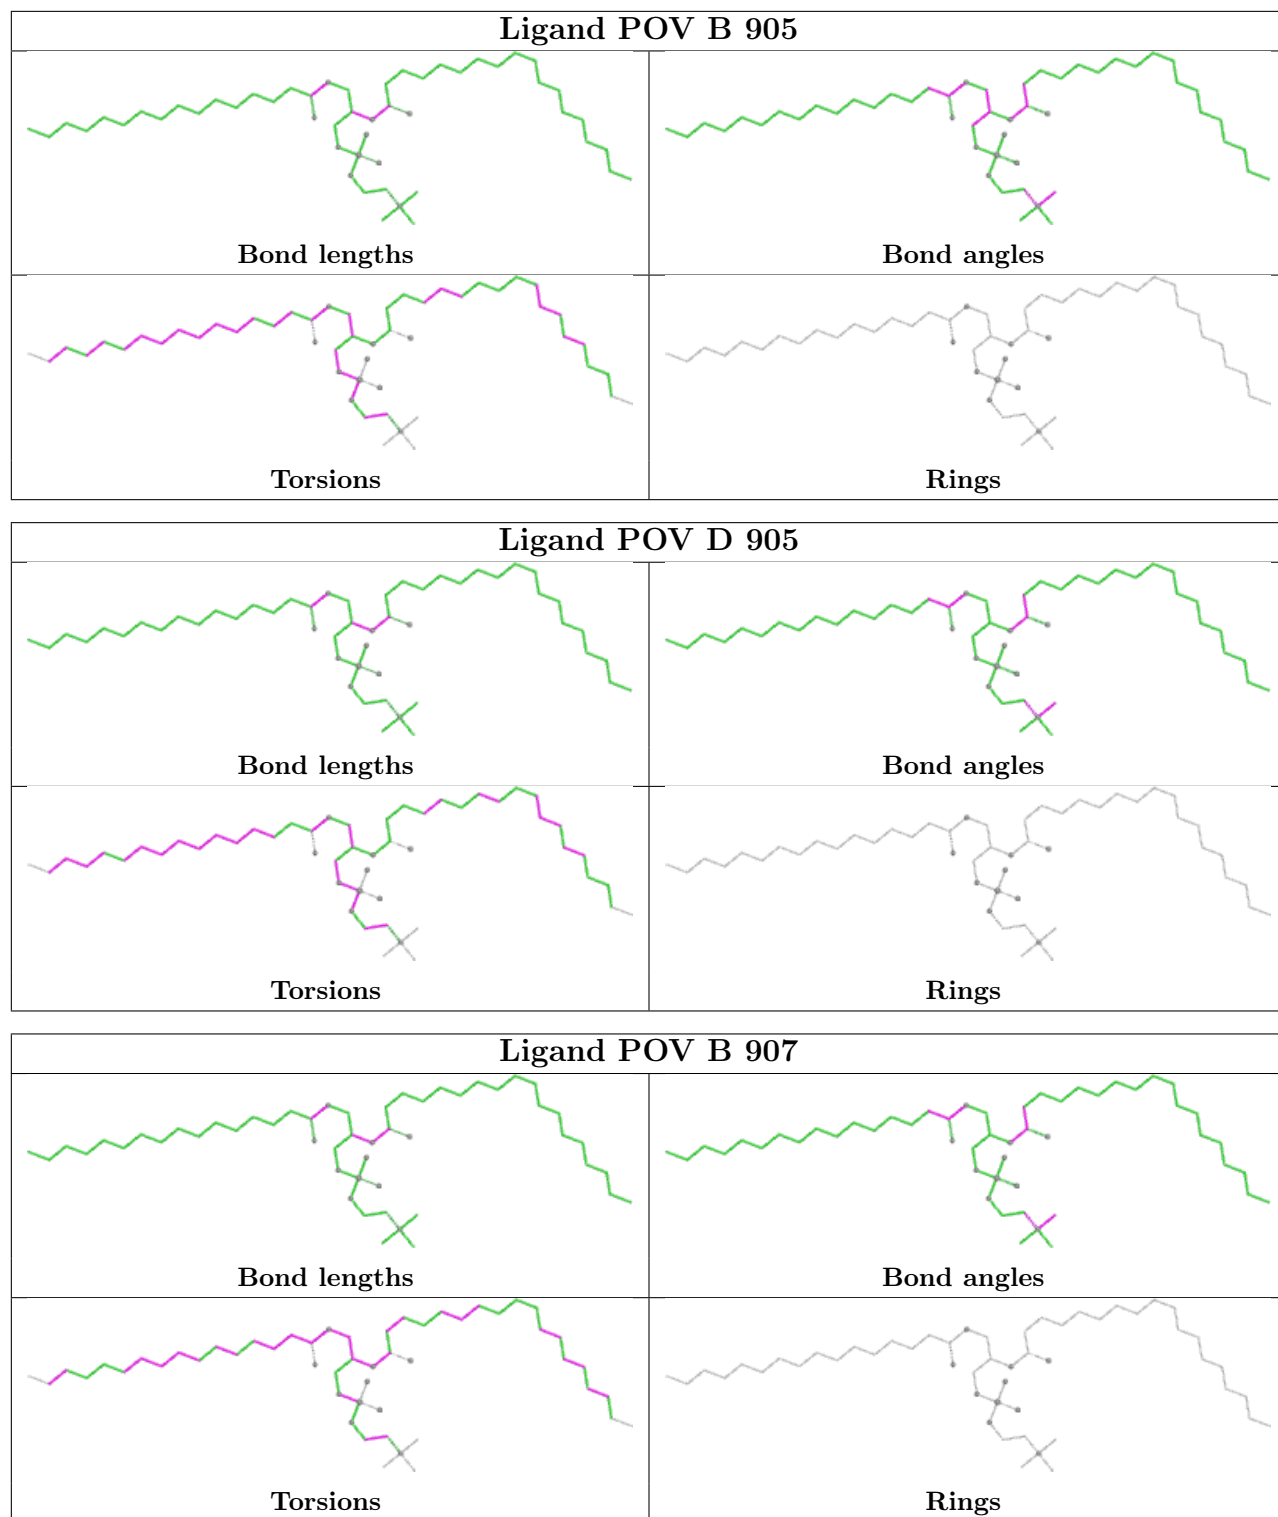 Ligand POV B 905
Bond lengths
Bond angles
Torsions
Rings
Ligand POV D 905
Bond lengths
Bond angles
Torsions
Rings
Ligand POV B 907
Bond lengths
Bond angles
Torsions
Rings